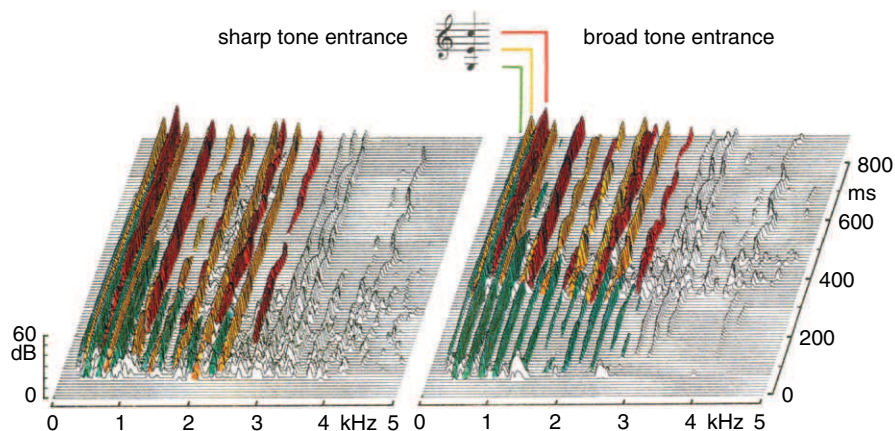 sharp tone entrance
broad tone entrance
800
ms
600
400
200
0
60
dB
0
0 1 2 3 kHz 4 5
0 1 2 3 kHz 4 5